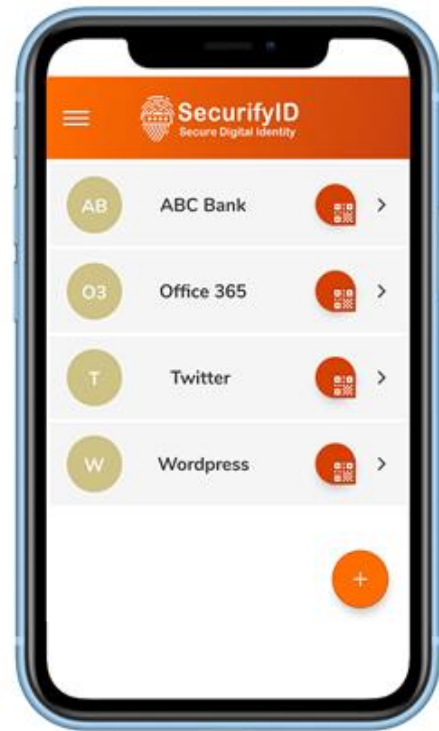 SecurifyID
Secure Digital Identity
AB
ABC Bank
O3
Office 365
T
Twitter
W
Wordpress
+